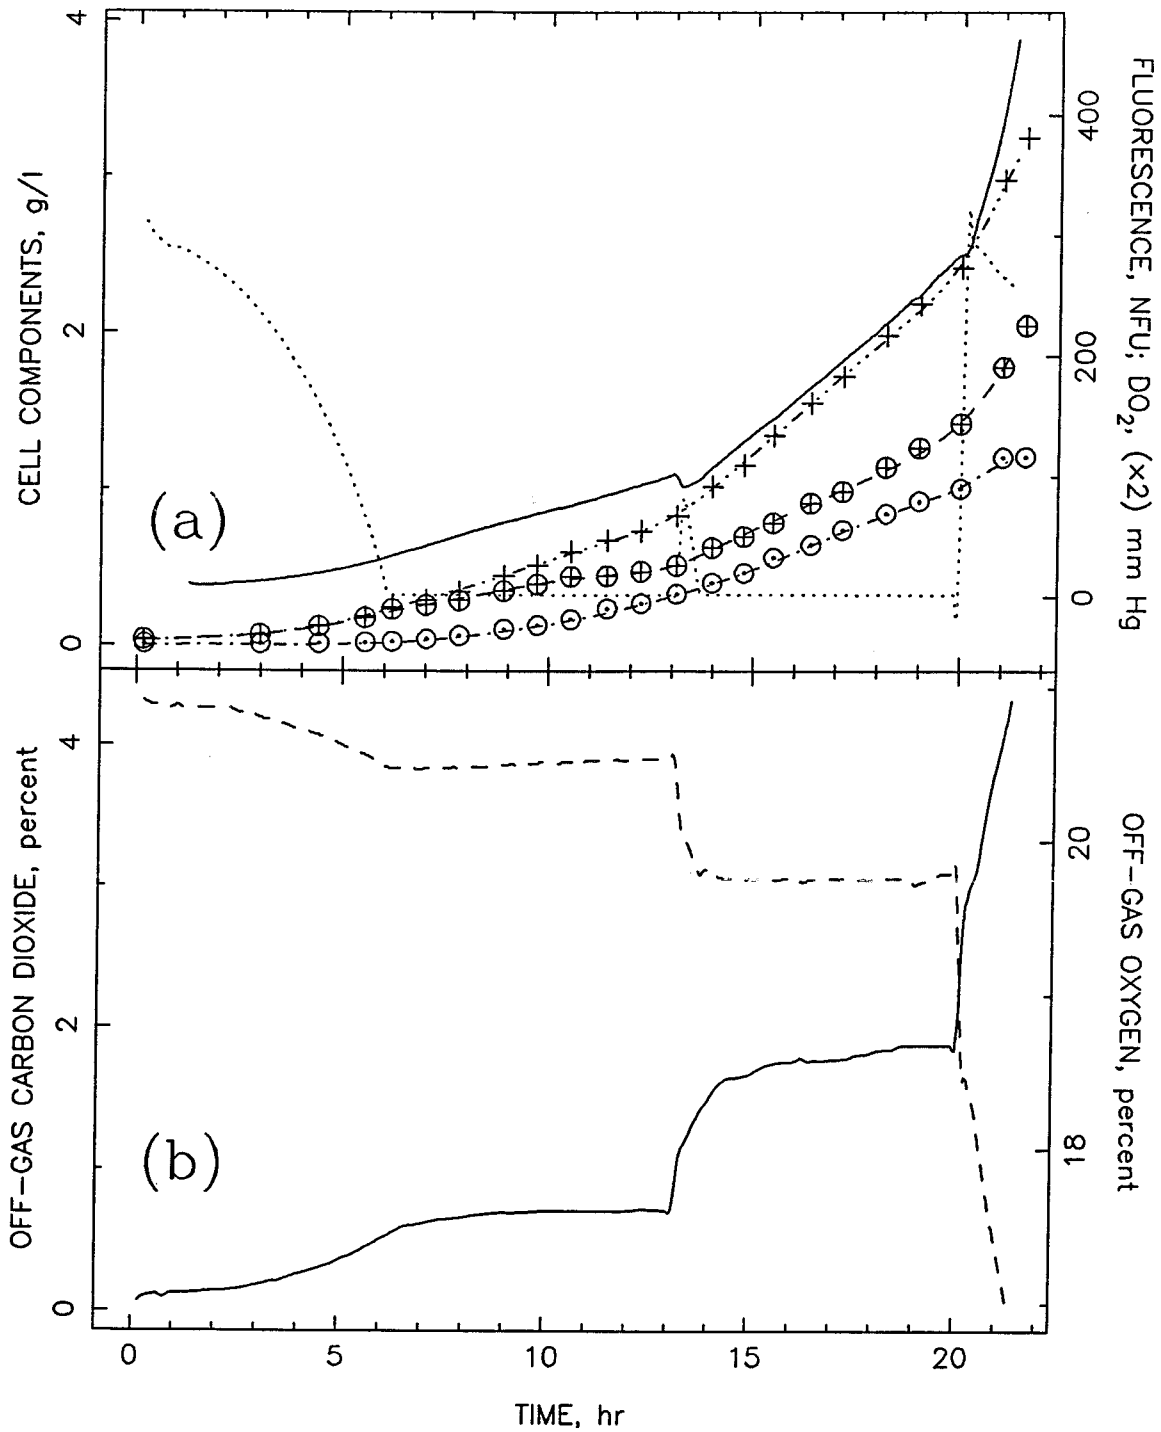 4
2
0
CELL COMPONENTS, g/l
(a)
400
200
0
FLUORESCENCE, NFU; DO2, (×2) mm Hg
4
2
0
OFF-GAS CARBON DIOXIDE, percent
(b)
20
18
OFF-GAS OXYGEN, percent
0 5 10 15 20
TIME, hr